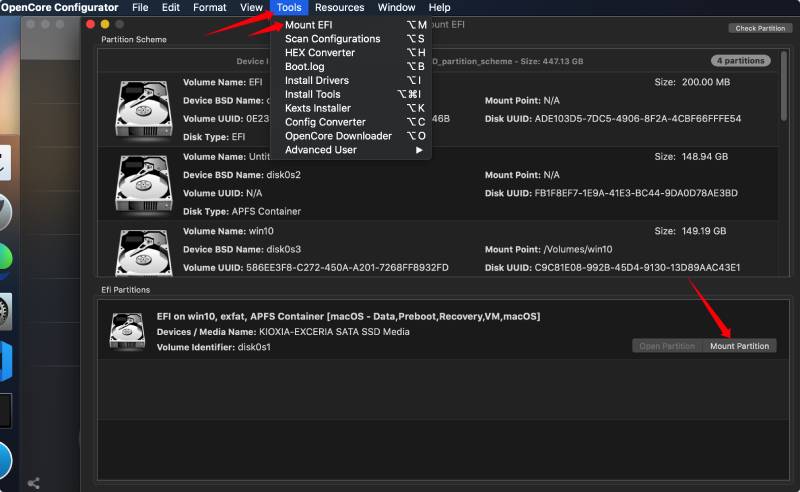 OpenCore Configurator File Edit Format View Tools Resources Window Help
Mount EFI ⌥M
Scan Configurations ⌥S
HEX Converter ⌥H
Boot.log ⌥B
Install Drivers ⌥I
Install Tools ⌥⌘I
Kexts Installer ⌥K
Config Converter ⌥C
OpenCore Downloader ⌥O
Advanced User ▶
ount EFI
Check Partition
Partition Scheme
Device I
D_partition_scheme - Size: 447.13 GB 4 partitions
Volume Name: EFI Size: 200.00 MB
Device BSD Name: Mount Point: N/A
Volume UUID: 0E23 46B Disk UUID: ADE103D5-7DC5-4906-8F2A-4CBF66FFFE54
Disk Type: EFI
Volume Name: Untit Size: 148.94 GB
Device BSD Name: disk0s2 Mount Point: N/A
Volume UUID: N/A Disk UUID: FB1F8EF7-1E9A-41E3-BC44-9DA0D78AE3BD
Disk Type: APFS Container
Volume Name: win10 Size: 149.19 GB
Device BSD Name: disk0s3 Mount Point: /Volumes/win10
Volume UUID: 586EE3F8-C272-450A-A201-7268FF8932FD Disk UUID: C9C81E08-992B-45D4-9130-13D89AAC43E1
Efi Partitions
EFI on win10, exfat, APFS Container [macOS - Data,Preboot,Recovery,VM,macOS]
Devices / Media Name: KIOXIA-EXCERIA SATA SSD Media
Volume Identifier: disk0s1
Open Partition Mount Partition